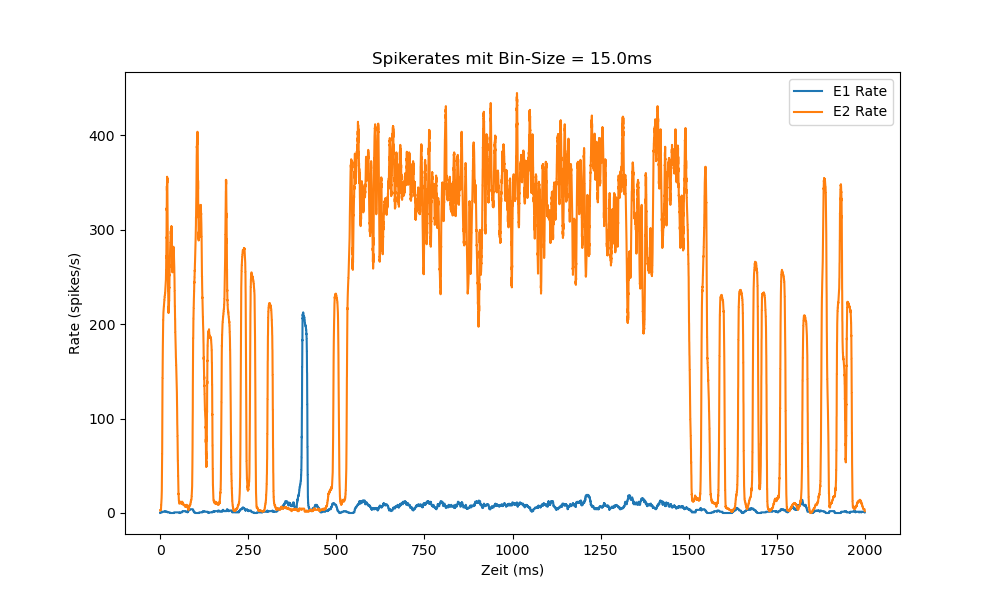 Spikerates mit Bin-Size = 15.0ms
E1 Rate
E2 Rate
Rate (spikes/s)
400
300
200
100
0
0 250 500 750 1000 1250 1500 1750 2000
Zeit (ms)